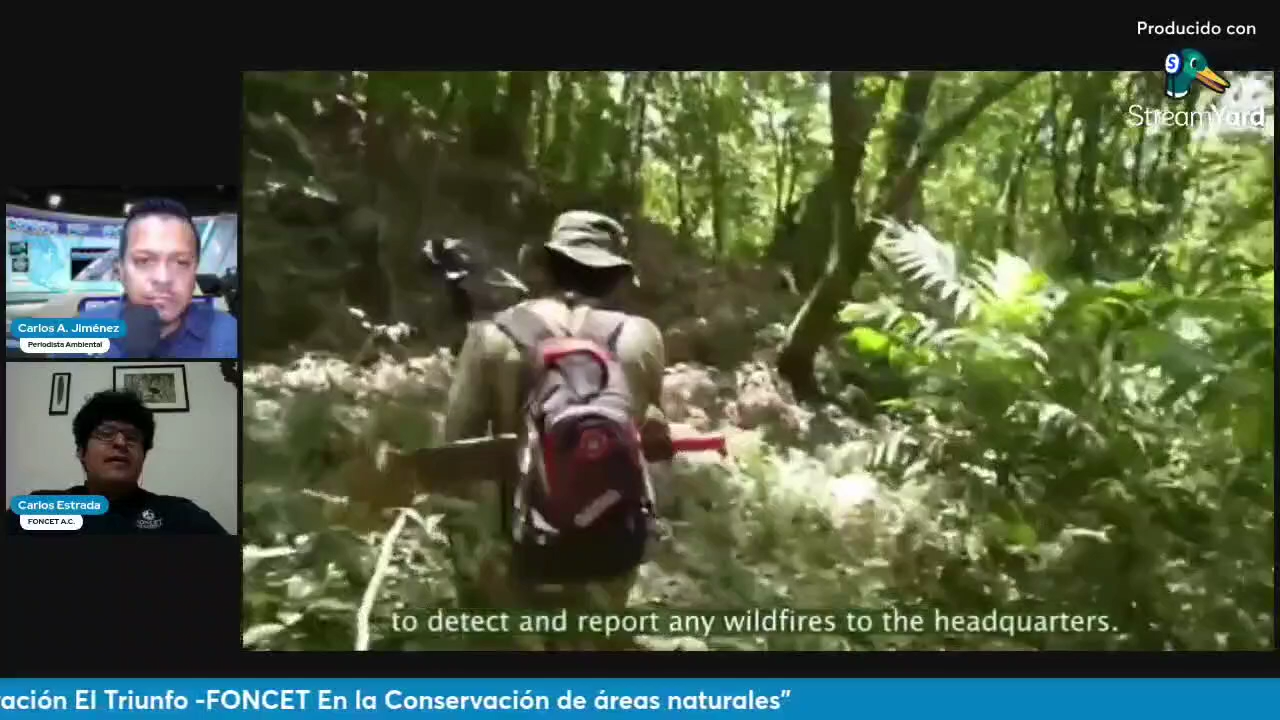 Producido con
StreamYard
Carlos A. Jiménez
Periodista Ambiental
Carlos Estrada
FONCET A.C.
FONCET
to detect and report any wildfires to the headquarters.
ación El Triunfo -FONCET En la Conservación de áreas naturales”